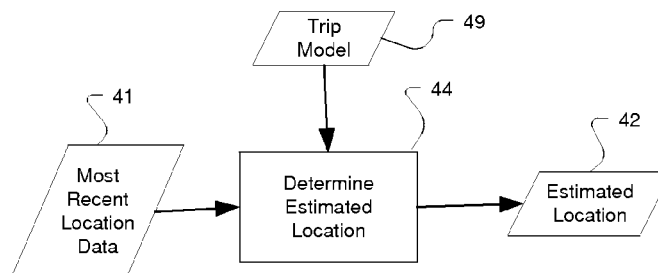 Trip
Model
49
44
41
42
Most
Recent
Location
Data
Determine
Estimated
Location
Estimated
Location